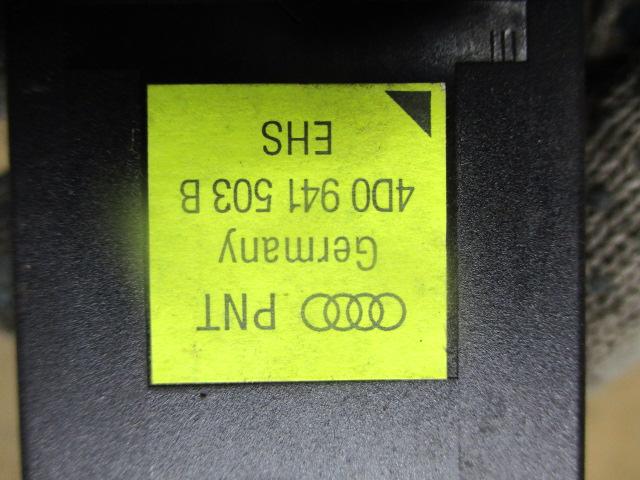 PNT
Germany
4D0 941 503 B
EHS